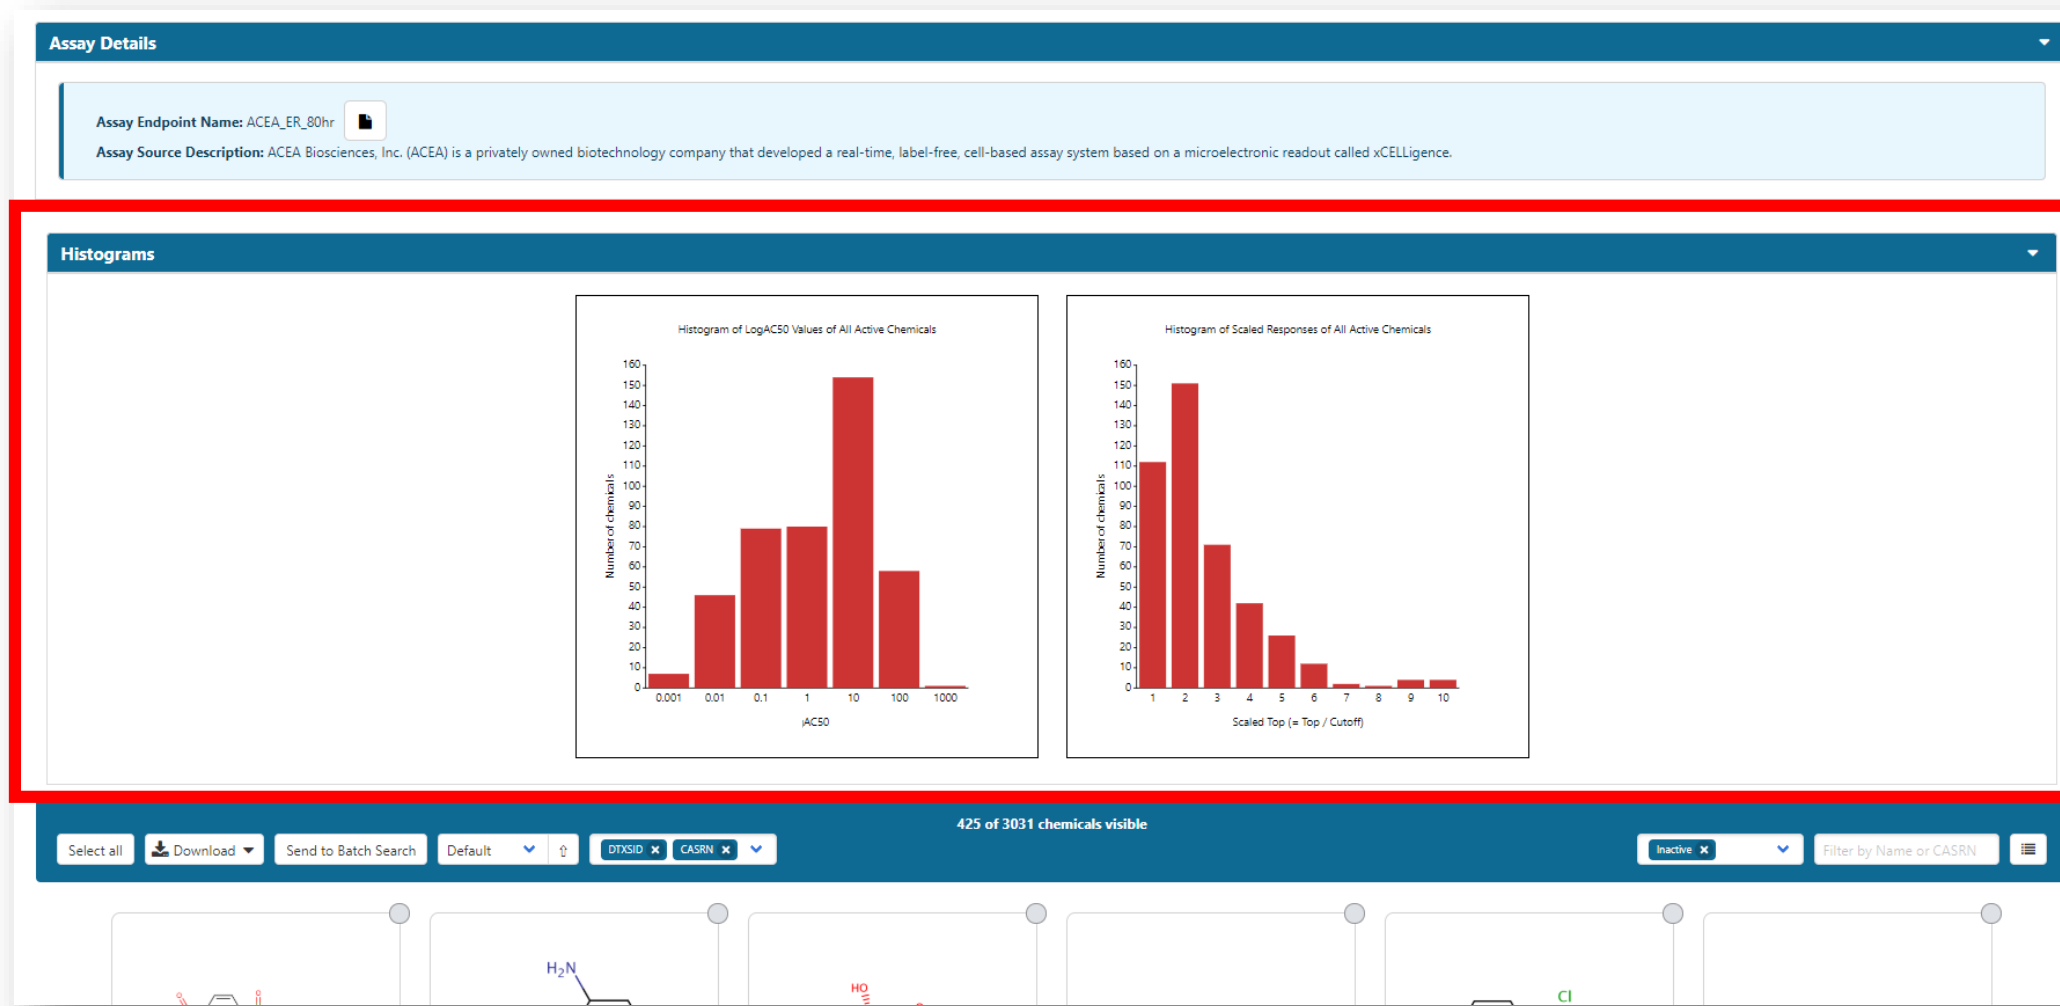 Assay Details
Assay Endpoint Name: ACEA_ER_80hr
Assay Source Description: ACEA Biosciences, Inc. (ACEA) is a privately owned biotechnology company that developed a real-time, label-free, cell-based assay system based on a microelectronic readout called xCELLigence.
Histograms
Histogram of LogAC50 Values of All Active Chemicals
160
150
140
130
120
110
100
90
80
70
60
50
40
30
20
10
0
Number of chemicals
0.001 0.01 0.1 1 10 100 1000
gAC50
Histogram of Scaled Responses of All Active Chemicals
160
150
140
130
120
110
100
90
80
70
60
50
40
30
20
10
0
Number of chemicals
1 2 3 4 5 6 7 8 9 10
Scaled Top (= Top / Cutoff)
425 of 3031 chemicals visible
Select all Download Send to Batch Search Default DTXSID CASRN Inactive Filter by Name or CASRN
H₂N
HO
Cl